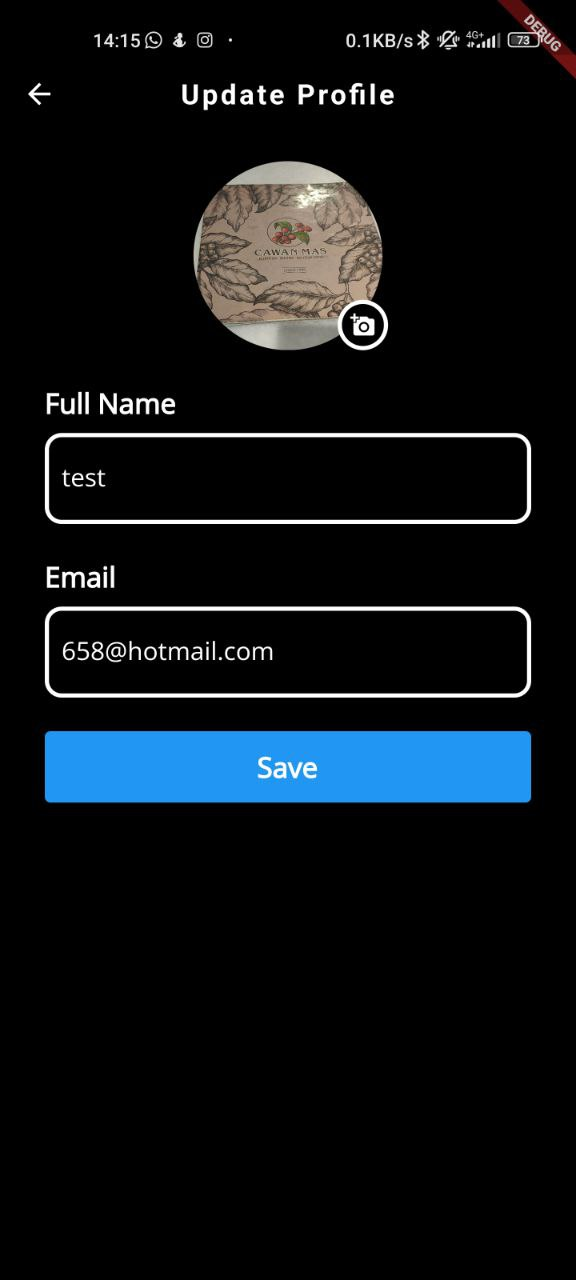 14:15
0.1KB/s
4G+
73
DEBUG
Update Profile
CAWAN MAS
Full Name
test
Email
658@hotmail.com
Save